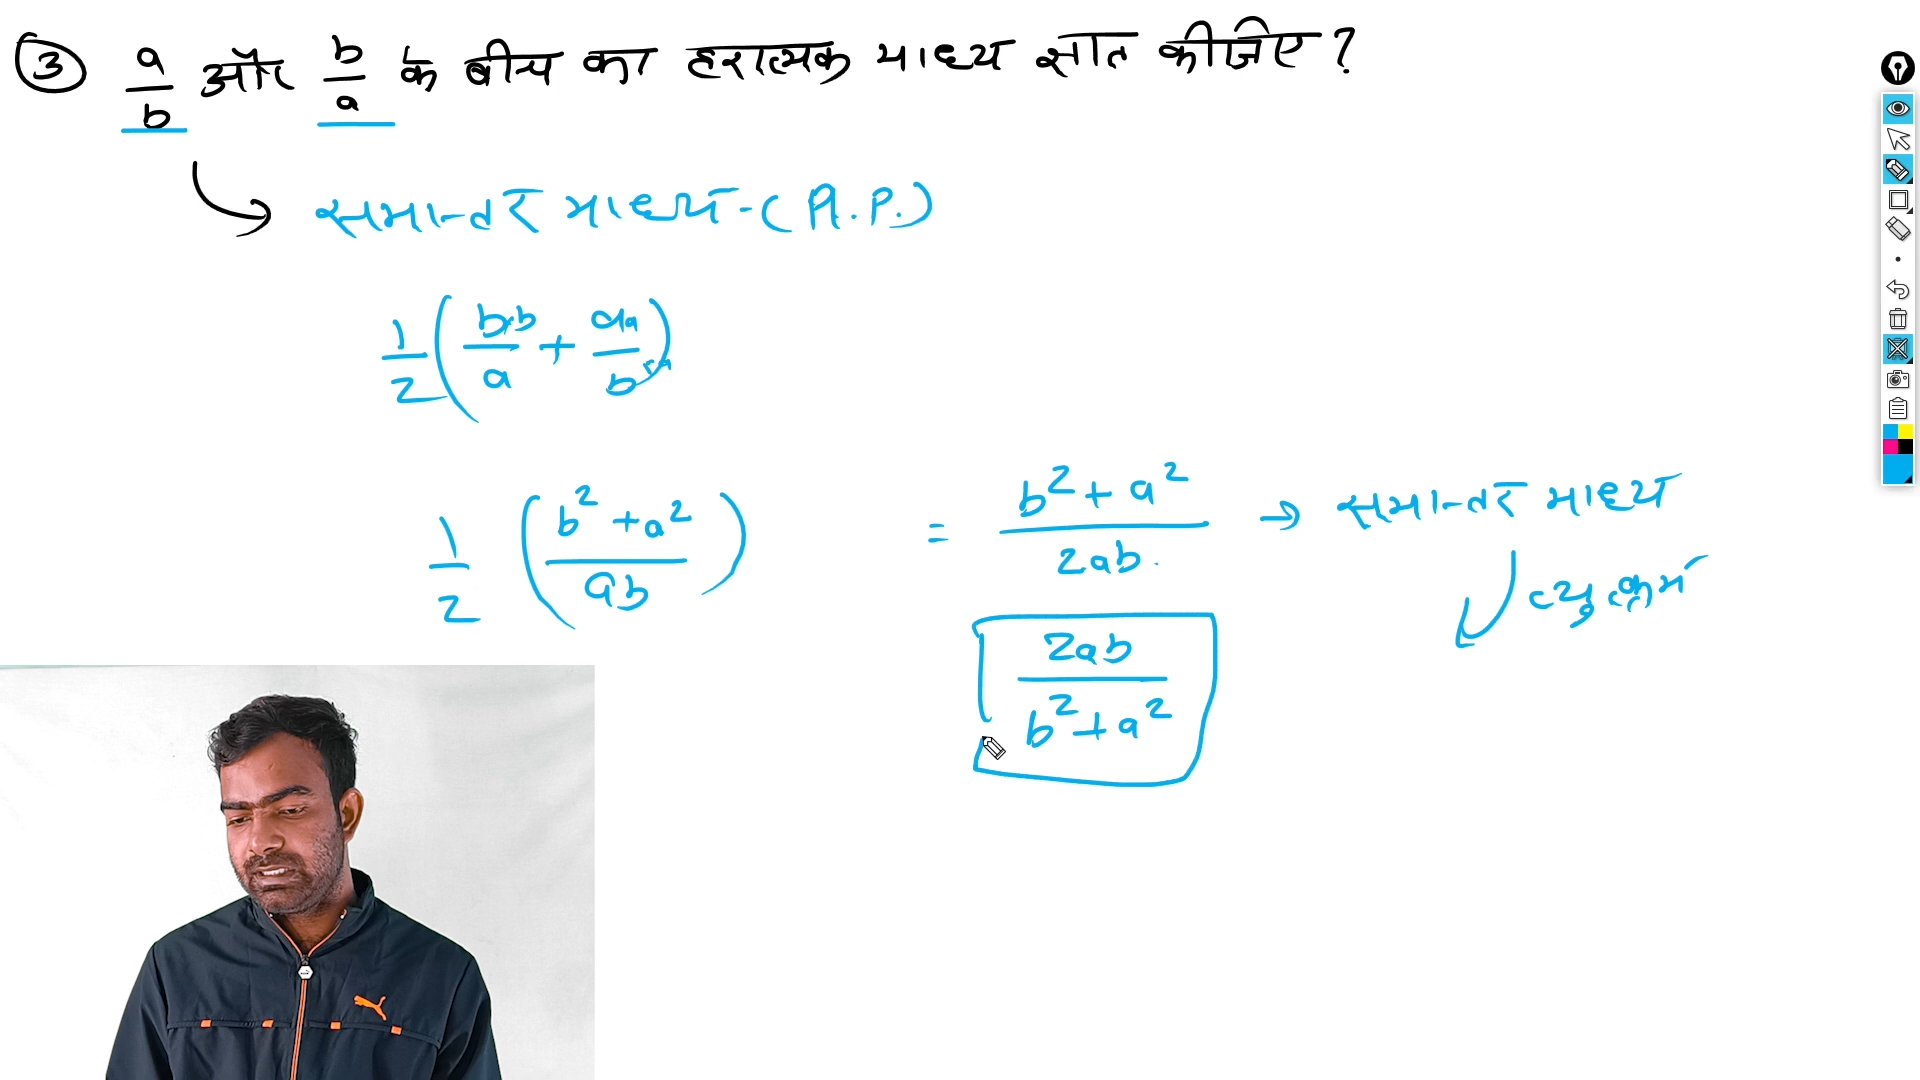 ③ a/b और b/a के बीच का हरात्मक माध्य ज्ञात कीजिए ?
समान्तर माध्य - (A.P.)
1/2 (b·b/a + a·a/b)
1/2 (b² + a²/ab) = b² + a²/2ab. → समान्तर माध्य
व्युत्क्रम
2ab/b² + a²